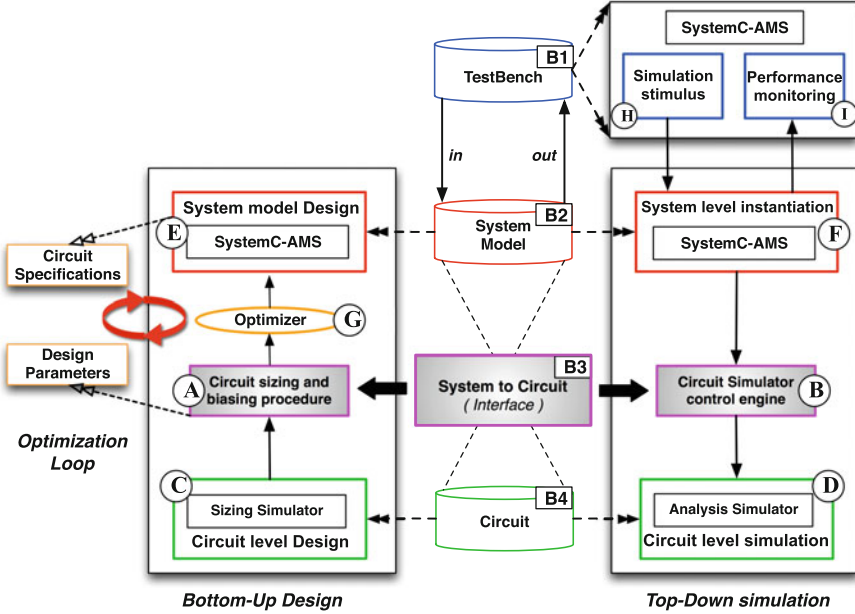 SystemC-AMS
B1
TestBench
Simulation
stimulus
H
Performance
monitoring
I
in
out
System model Design
E
SystemC-AMS
B2
System
Model
System level instantiation
SystemC-AMS
F
Circuit
Specifications
Optimizer
G
Design
Parameters
A
Circuit sizing and
biasing procedure
B3
System to Circuit
( Interface )
Circuit Simulator
control engine
B
Optimization
Loop
C
Sizing Simulator
Circuit level Design
B4
Circuit
D
Analysis Simulator
Circuit level simulation
Bottom-Up Design
Top-Down simulation